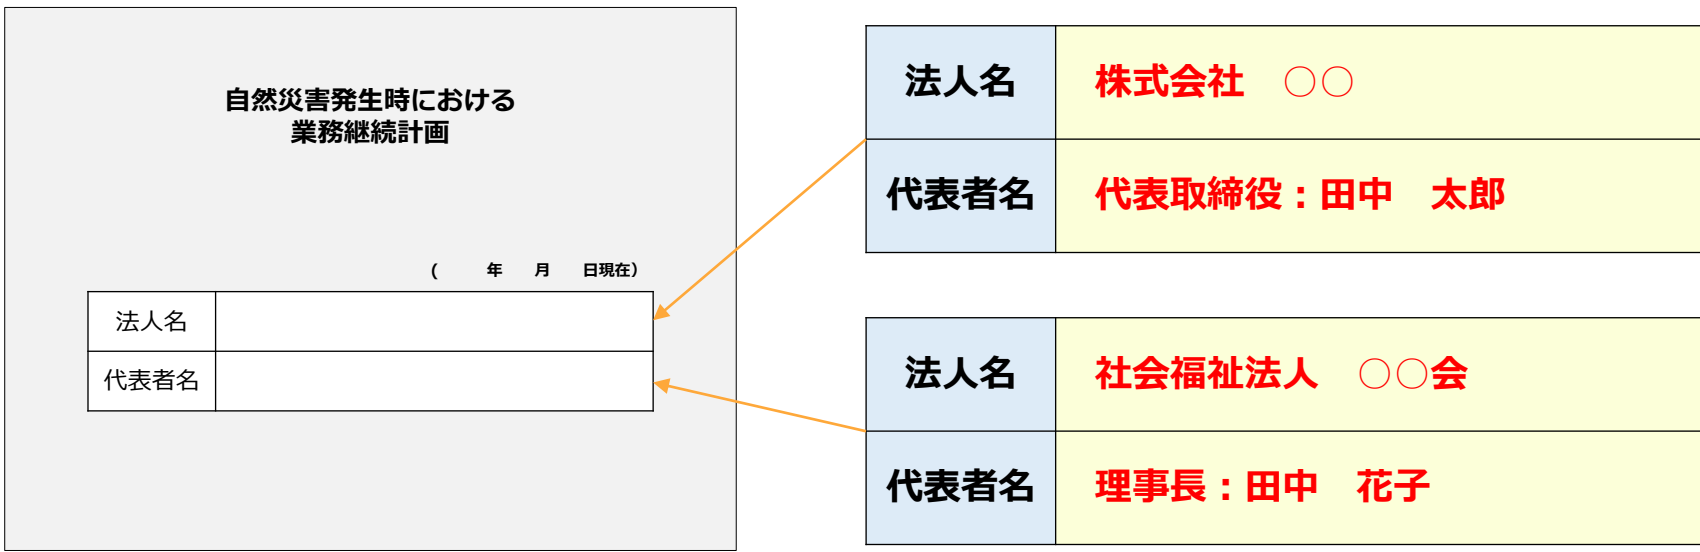 自然災害発生時における
業務継続計画
(　　　年　　月　　日現在）
法人名
代表者名
法人名　株式会社　○○
代表者名　代表取締役：田中　太郎
法人名　社会福祉法人　○○会
代表者名　理事長：田中　花子